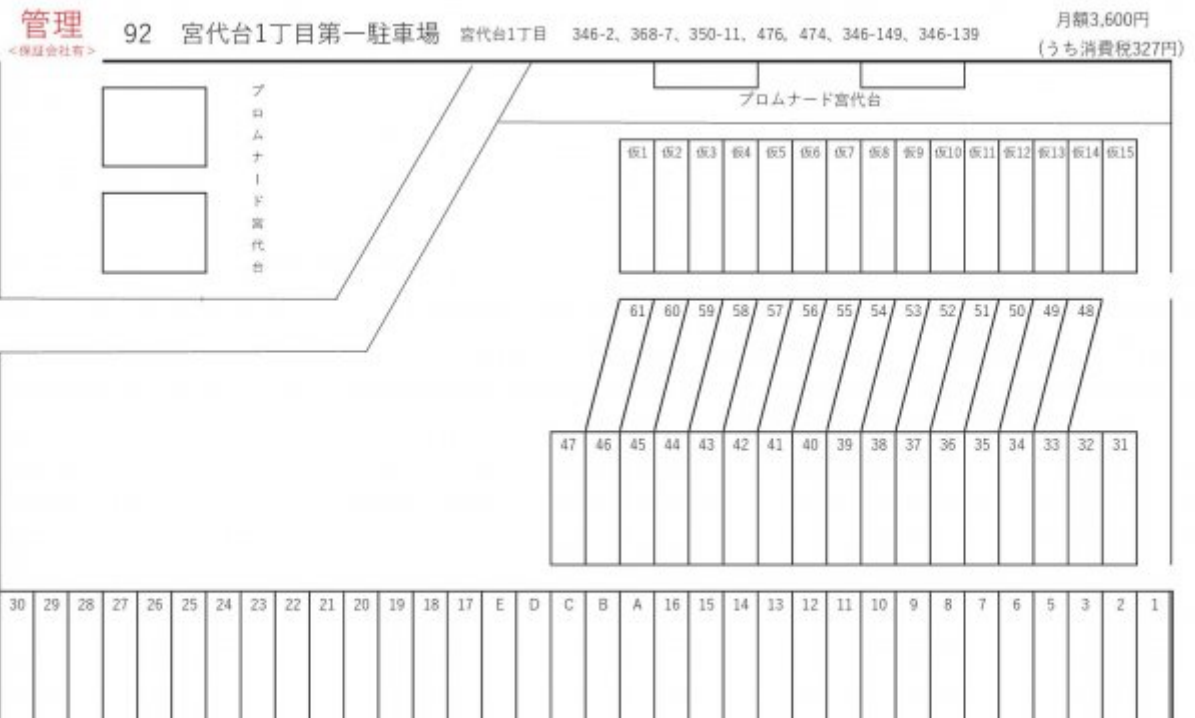 管理
<保証会社有>
92 宮代台1丁目第一駐車場 宮代台1丁目 346-2、368-7、350-11、476、474、346-149、346-139
月額3,600円
(うち消費税327円)
プロムナード宮代台
プロムナード宮代台
仮1 仮2 仮3 仮4 仮5 仮6 仮7 仮8 仮9 仮10 仮11 仮12 仮13 仮14 仮15
61 60 59 58 57 56 55 54 53 52 51 50 49 48
47 46 45 44 43 42 41 40 39 38 37 36 35 34 33 32 31
30 29 28 27 26 25 24 23 22 21 20 19 18 17 E D C B A 16 15 14 13 12 11 10 9 8 7 6 5 3 2 1